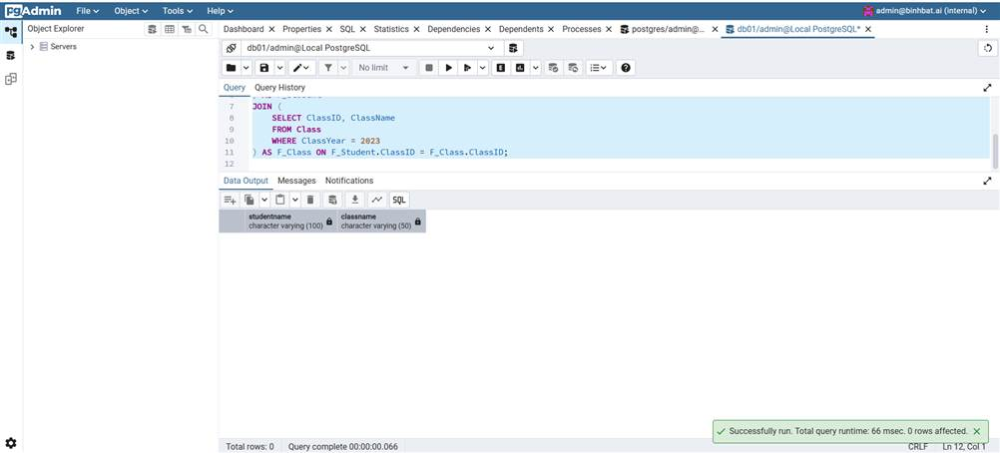 pgAdmin File Object Tools Help admin@binhbat.ai (internal)
Object Explorer
Dashboard Properties SQL Statistics Dependencies Dependents Processes postgres/admin@... db01/admin@Local PostgreSQL*
Servers
db01/admin@Local PostgreSQL
No limit
Query Query History
7 JOIN (
8 SELECT ClassID, ClassName
9 FROM Class
10 WHERE ClassYear = 2023
11 ) AS F_Class ON F_Student.ClassID = F_Class.ClassID;
12
Data Output Messages Notifications
SQL
studentname classname
character varying (100) character varying (50)
Successfully run. Total query runtime: 66 msec. 0 rows affected.
Total rows: 0 Query complete 00:00:00.066 CRLF Ln 12, Col 1